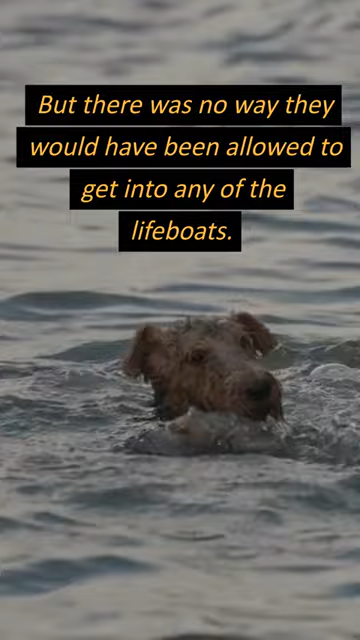 But there was no way they
would have been allowed to
get into any of the
lifeboats.